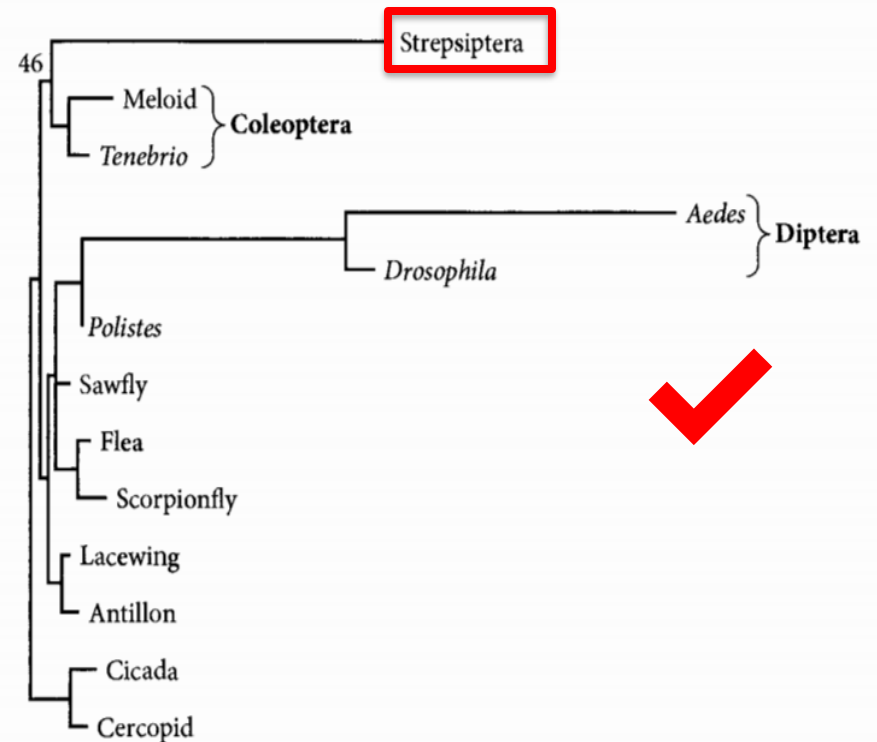 46
Strepsiptera
Meloid
Coleoptera
Tenebrio
Aedes
Diptera
Drosophila
Polistes
Sawfly
Flea
Scorpionfly
Lacewing
Antillon
Cicada
Cercopid